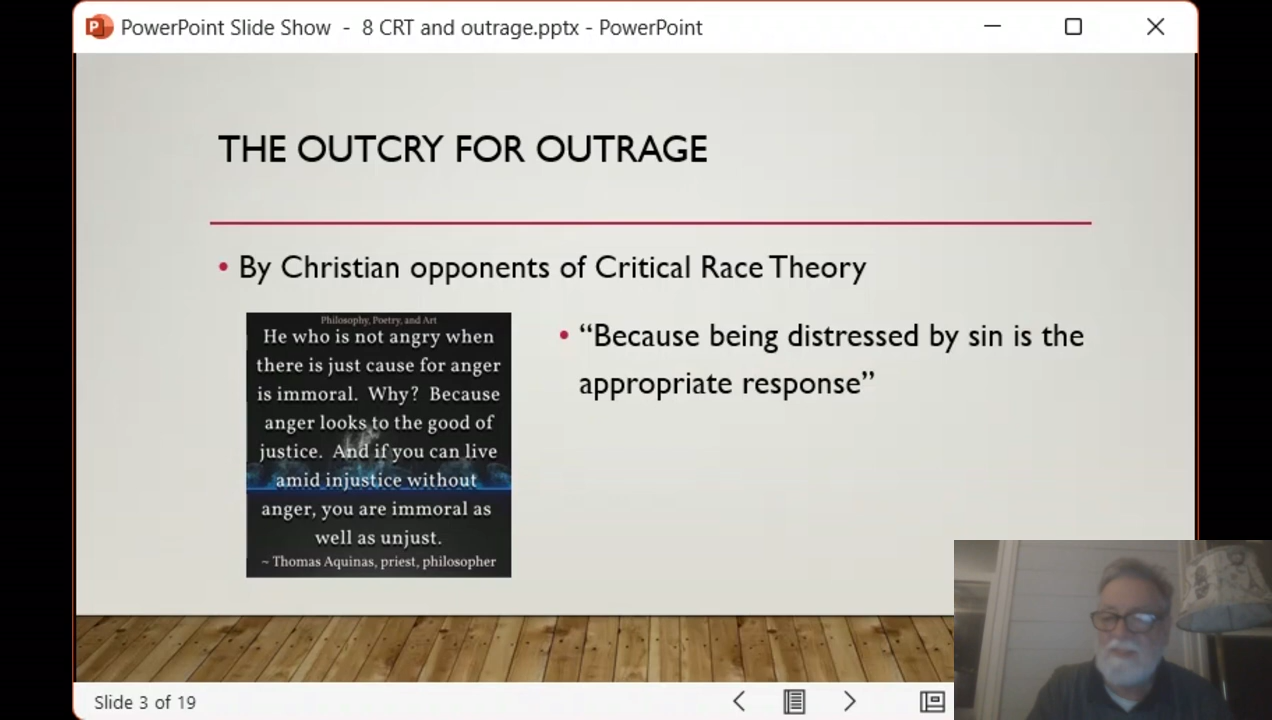 PowerPoint Slide Show - 8 CRT and outrage.pptx - PowerPoint
THE OUTCRY FOR OUTRAGE
• By Christian opponents of Critical Race Theory
Philosophy, Poetry, and Art
He who is not angry when
there is just cause for anger
is immoral. Why? Because
anger looks to the good of
justice. And if you can live
amid injustice without
anger, you are immoral as
well as unjust.
~ Thomas Aquinas, priest, philosopher
• “Because being distressed by sin is the
appropriate response”
Slide 3 of 19